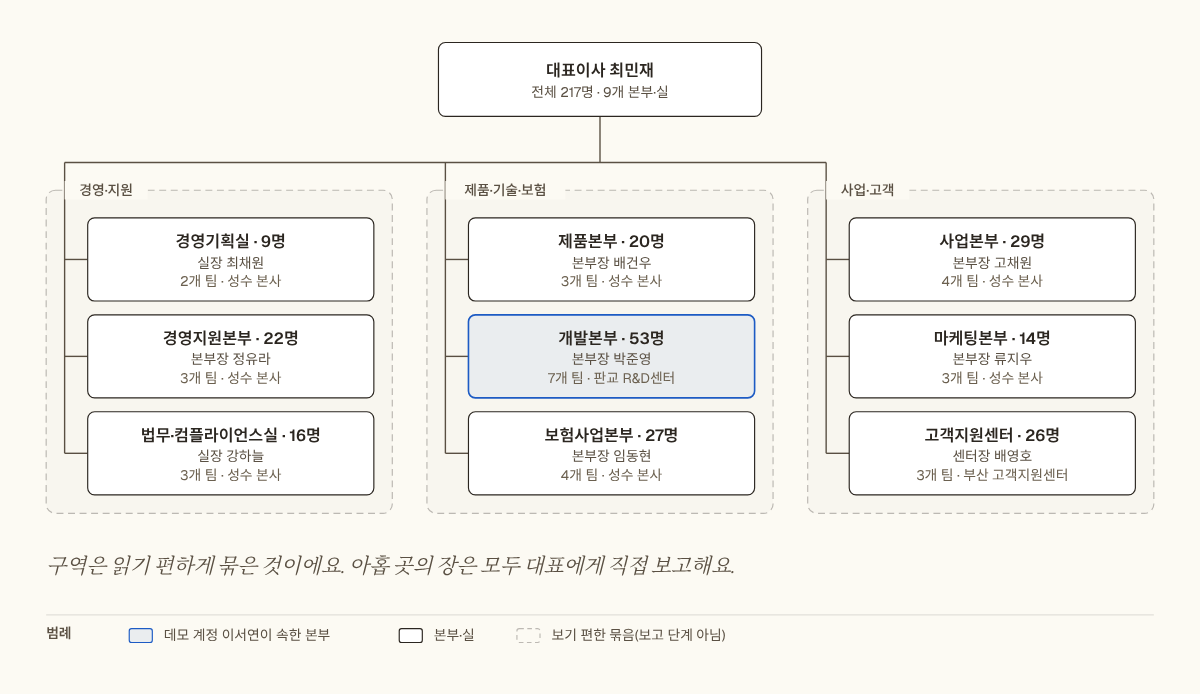 대표이사 최민재
전체 217명 · 9개 본부·실
경영·지원
경영기획실 · 9명
실장 최채원
2개 팀 · 성수 본사
경영지원본부 · 22명
본부장 정유라
3개 팀 · 성수 본사
법무·컴플라이언스실 · 16명
실장 강하늘
3개 팀 · 성수 본사
제품·기술·보험
제품본부 · 20명
본부장 배건우
3개 팀 · 성수 본사
개발본부 · 53명
본부장 박준영
7개 팀 · 판교 R&D센터
보험사업본부 · 27명
본부장 임동현
4개 팀 · 성수 본사
사업·고객
사업본부 · 29명
본부장 고채원
4개 팀 · 성수 본사
마케팅본부 · 14명
본부장 류지우
3개 팀 · 성수 본사
고객지원센터 · 26명
센터장 배영호
3개 팀 · 부산 고객지원센터
구역은 읽기 편하게 묶은 것이에요. 아홉 곳의 장은 모두 대표에게 직접 보고해요.
범례
데모 계정 이서연이 속한 본부
본부·실
보기 편한 묶음(보고 단계 아님)